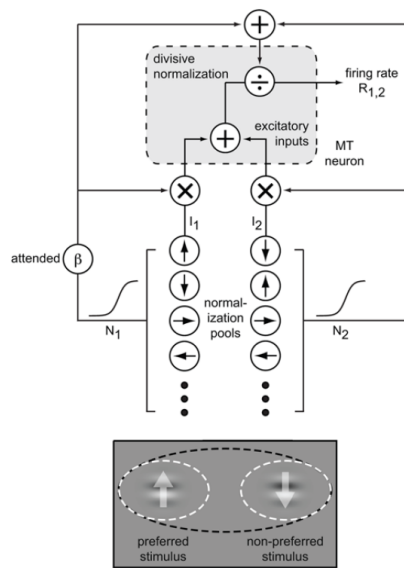 +
divisive
normalization
÷
firing rate
R1,2
+
excitatory
inputs
MT
neuron
× ×
I1 I2
attended
β
normal-
ization
pools
N1 N2
preferred
stimulus
non-preferred
stimulus